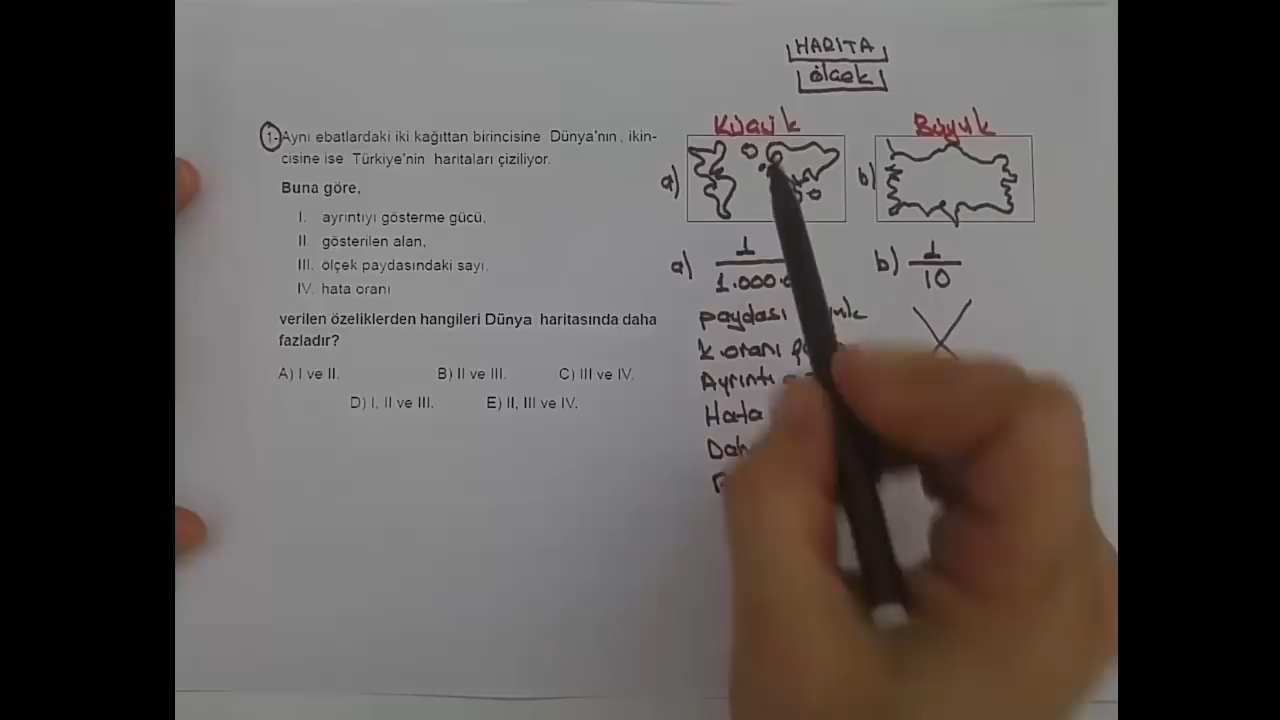 HARITA
ölçek
1- Aynı ebatlardaki iki kağıttan birincisine Dünya'nın, ikin-
cisine ise Türkiye'nin haritaları çiziliyor.
Buna göre,
I. ayrıntıyı gösterme gücü,
II. gösterilen alan,
III. ölçek paydasındaki sayı,
IV. hata oranı
verilen özeliklerden hangileri Dünya haritasında daha
fazladır?
A) I ve II. B) II ve III. C) III ve IV.
D) I, II ve III. E) II, III ve IV.
Küçük Büyük
a) b)
a) 1 b) 1
1.000. 10
paydası
k.oranı
Ayrıntı
Hata